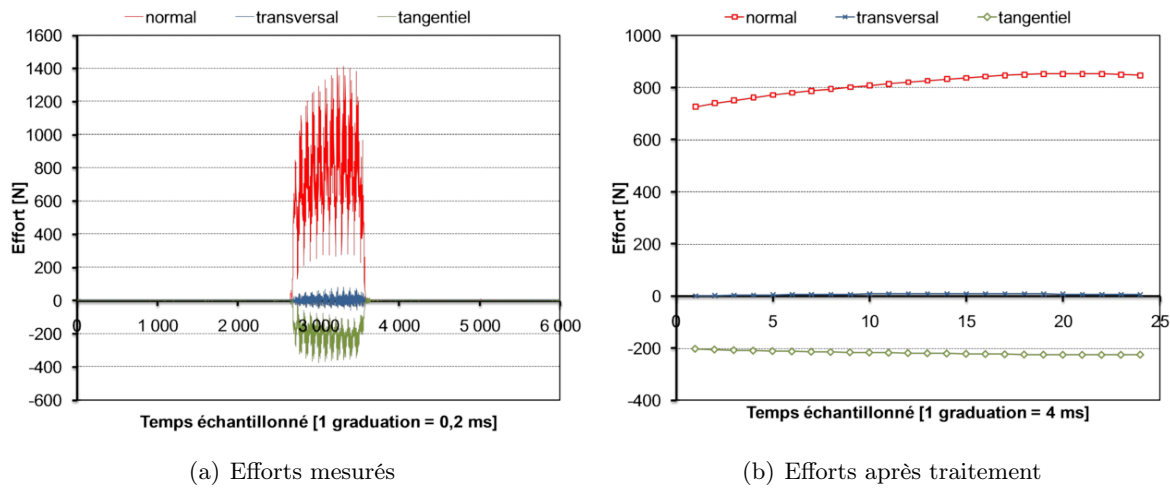 normal transversal tangentiel
1600
1400
1200
1000
800
600
400
200
0
-200
-400
-600
0 1 000 2 000 3 000 4 000 5 000 6 000
Effort [N]
Temps échantillonné [1 graduation = 0,2 ms]
(a) Efforts mesurés
normal transversal tangentiel
1000
800
600
400
200
0
-200
-400
0 5 10 15 20 25
Effort [N]
Temps échantillonné [1 graduation = 4 ms]
(b) Efforts après traitement